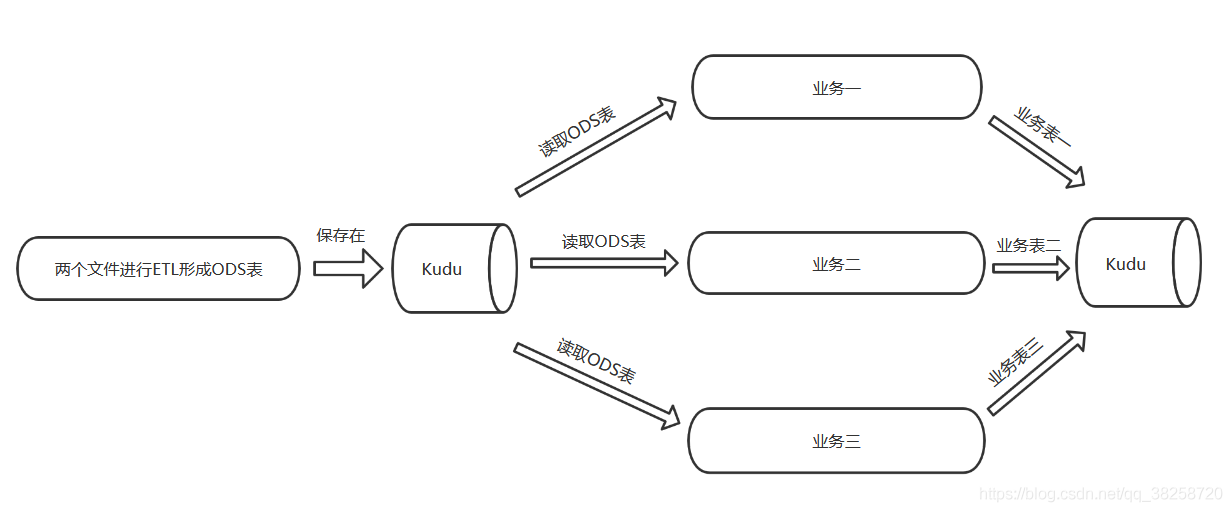 两个文件进行ETL形成ODS表
保存在
Kudu
读取ODS表
业务一
业务表一
读取ODS表
业务二
业务表二
Kudu
读取ODS表
业务三
业务表三
https://blog.csdn.net/qq_38258720